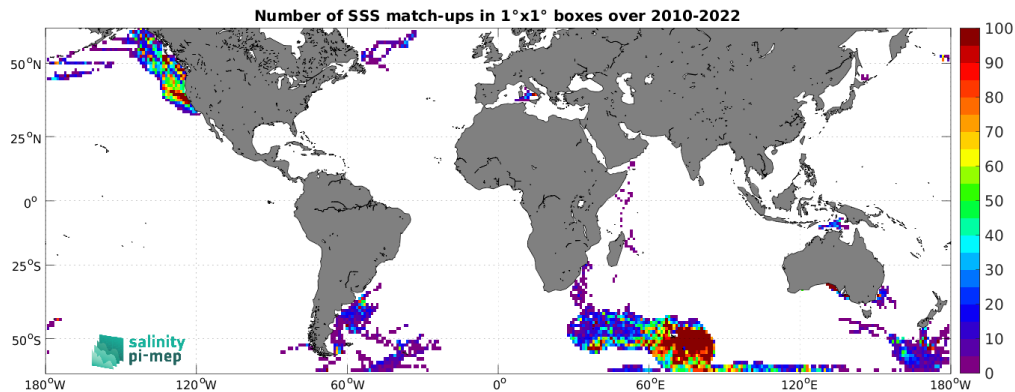 Number of SSS match-ups in 1°x1° boxes over 2010-2022
50°N
25°N
0°
25°S
50°S
180°W
120°W
60°W
0°
60°E
120°E
180°W
100
90
80
70
60
50
40
30
20
10
0
salinity
pi-mep